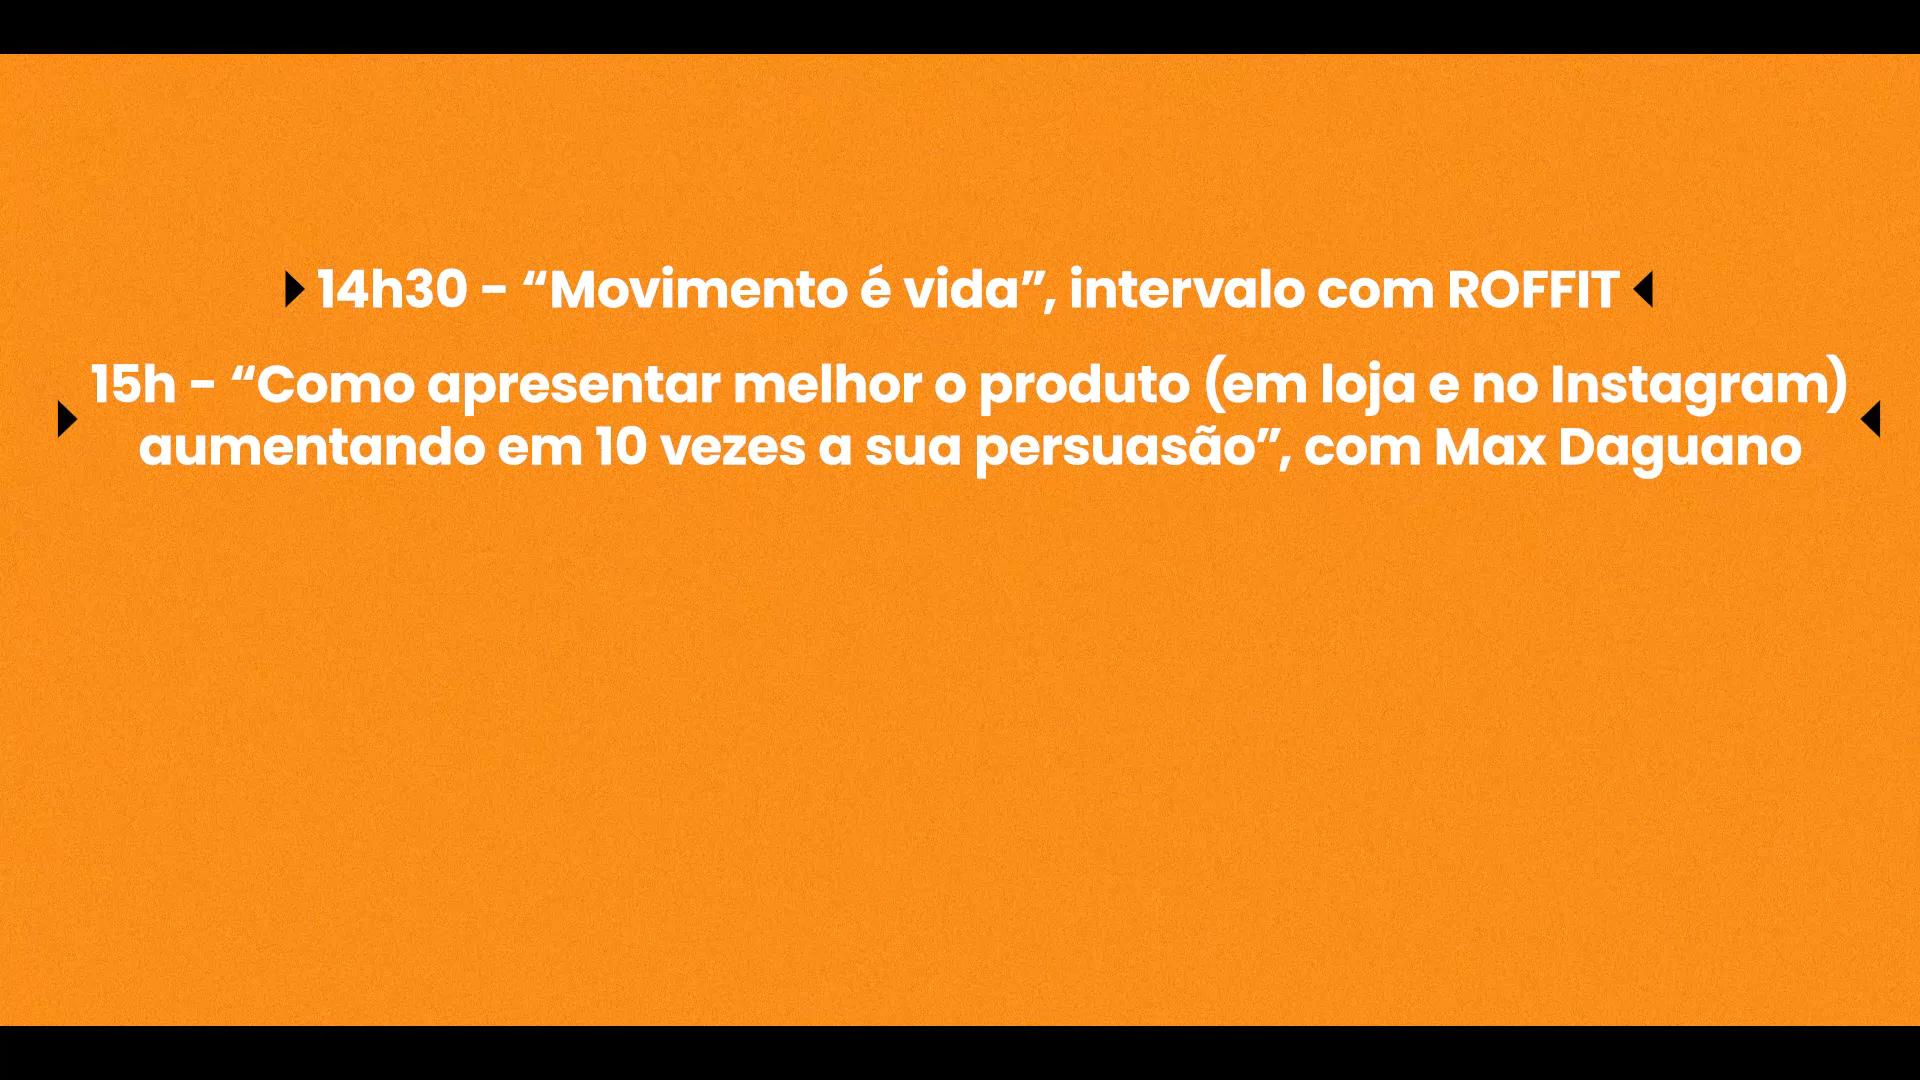 14h30 - “Movimento é vida”, intervalo com ROFFIT
15h - “Como apresentar melhor o produto (em loja e no Instagram)
aumentando em 10 vezes a sua persuasão”, com Max Daguano